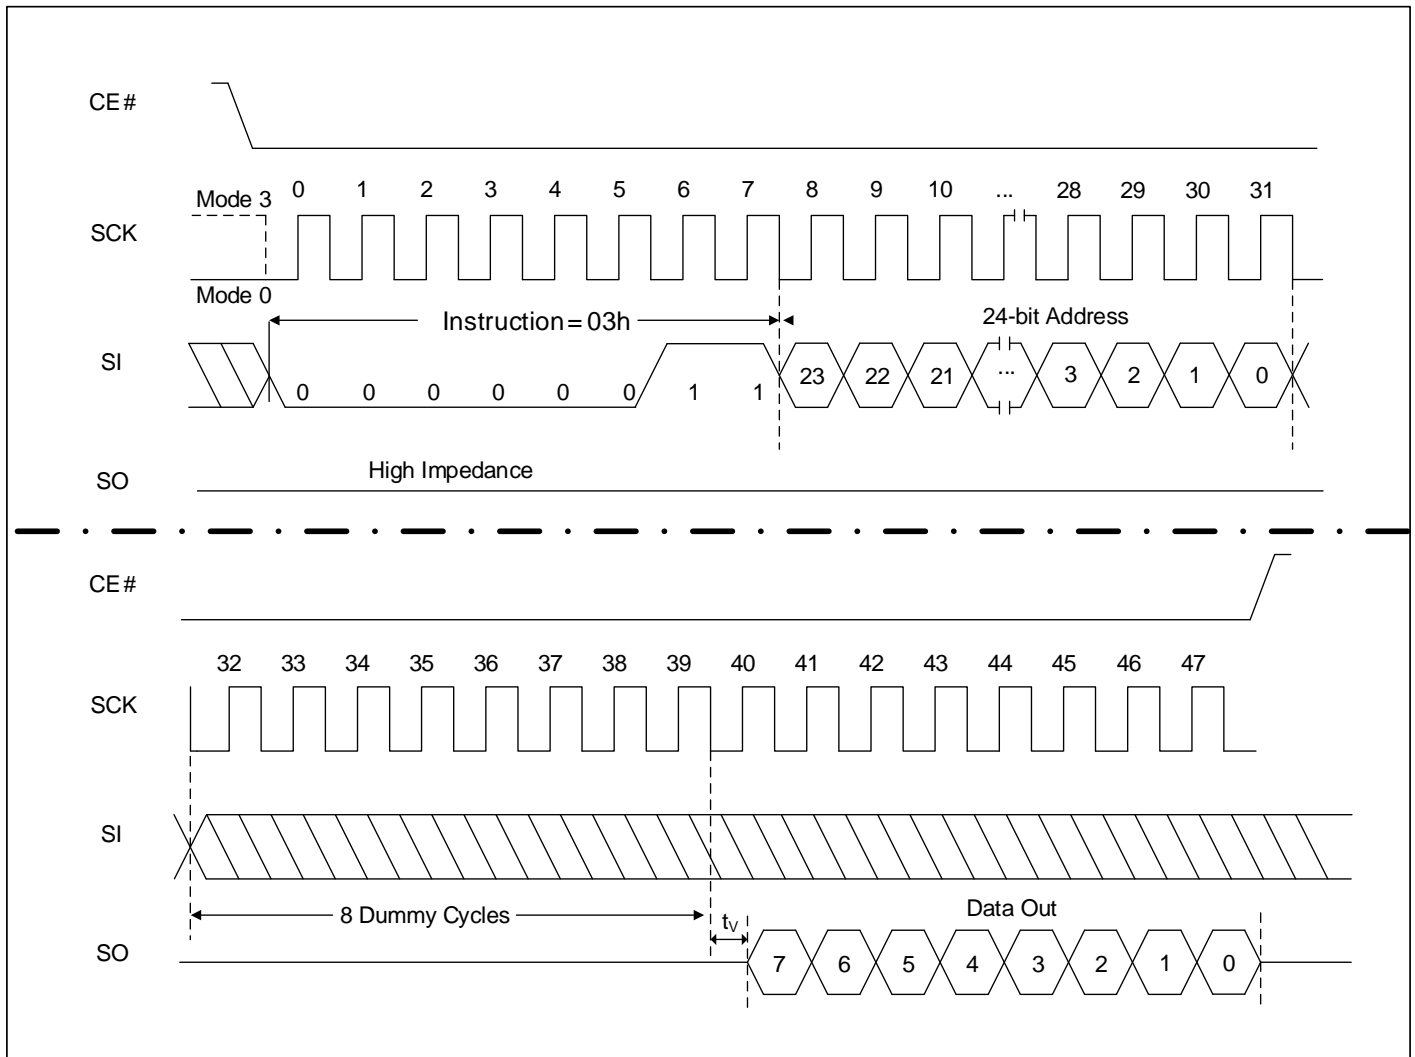 CE#
Mode 3 0 1 2 3 4 5 6 7 8 9 10 ... 28 29 30 31
SCK
Mode 0
Instruction = 03h 24-bit Address
SI 23 22 21 ... 3 2 1 0
0 0 0 0 0 0 1 1
High Impedance
SO
CE#
32 33 34 35 36 37 38 39 40 41 42 43 44 45 46 47
SCK
SI
8 Dummy Cycles tV Data Out
SO 7 6 5 4 3 2 1 0